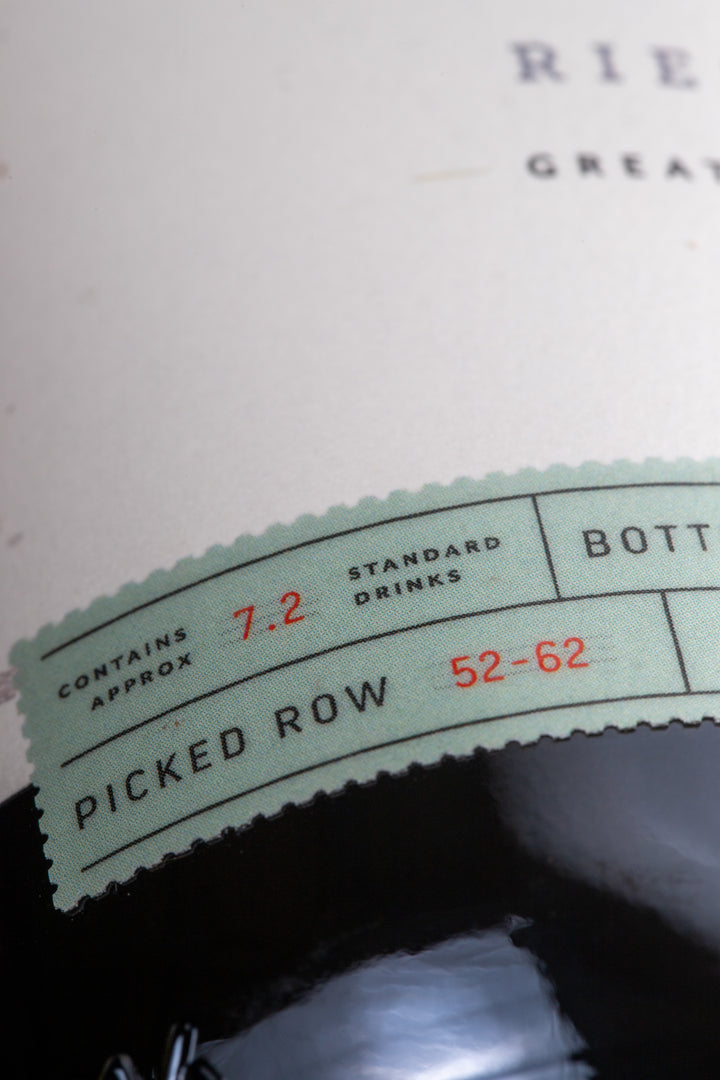 RIE
GREAT
CONTAINS APPROX 7.2 STANDARD DRINKS
BOTT
PICKED ROW 52-62